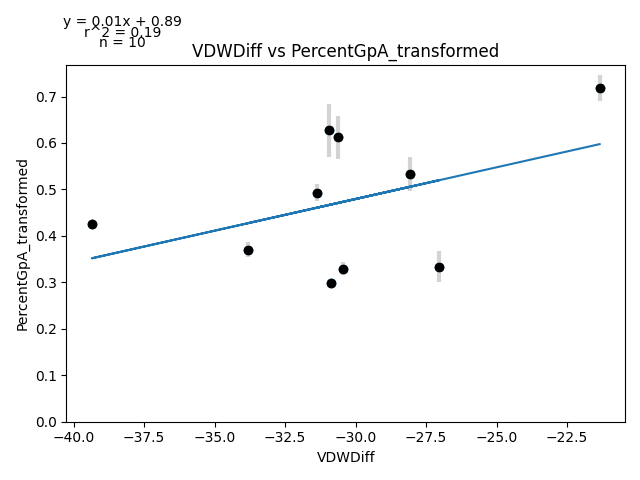 y = 0.01x + 0.89
r^2 = 0.19
n = 10
VDWDiff vs PercentGpA_transformed
PercentGpA_transformed
0.7
0.6
0.5
0.4
0.3
0.2
0.1
0.0
−40.0 −37.5 −35.0 −32.5 −30.0 −27.5 −25.0 −22.5
VDWDiff